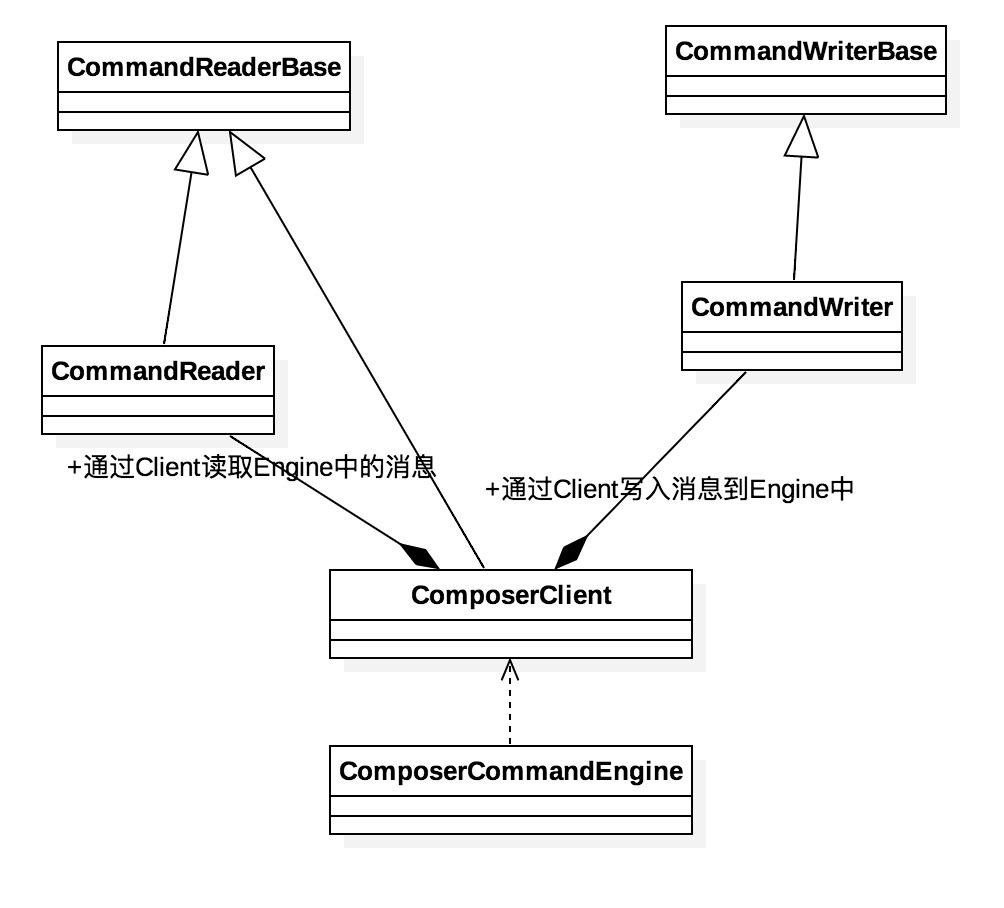 CommandReaderBase
CommandWriterBase
CommandWriter
CommandReader
+通过Client读取Engine中的消息
+通过Client写入消息到Engine中
ComposerClient
ComposerCommandEngine